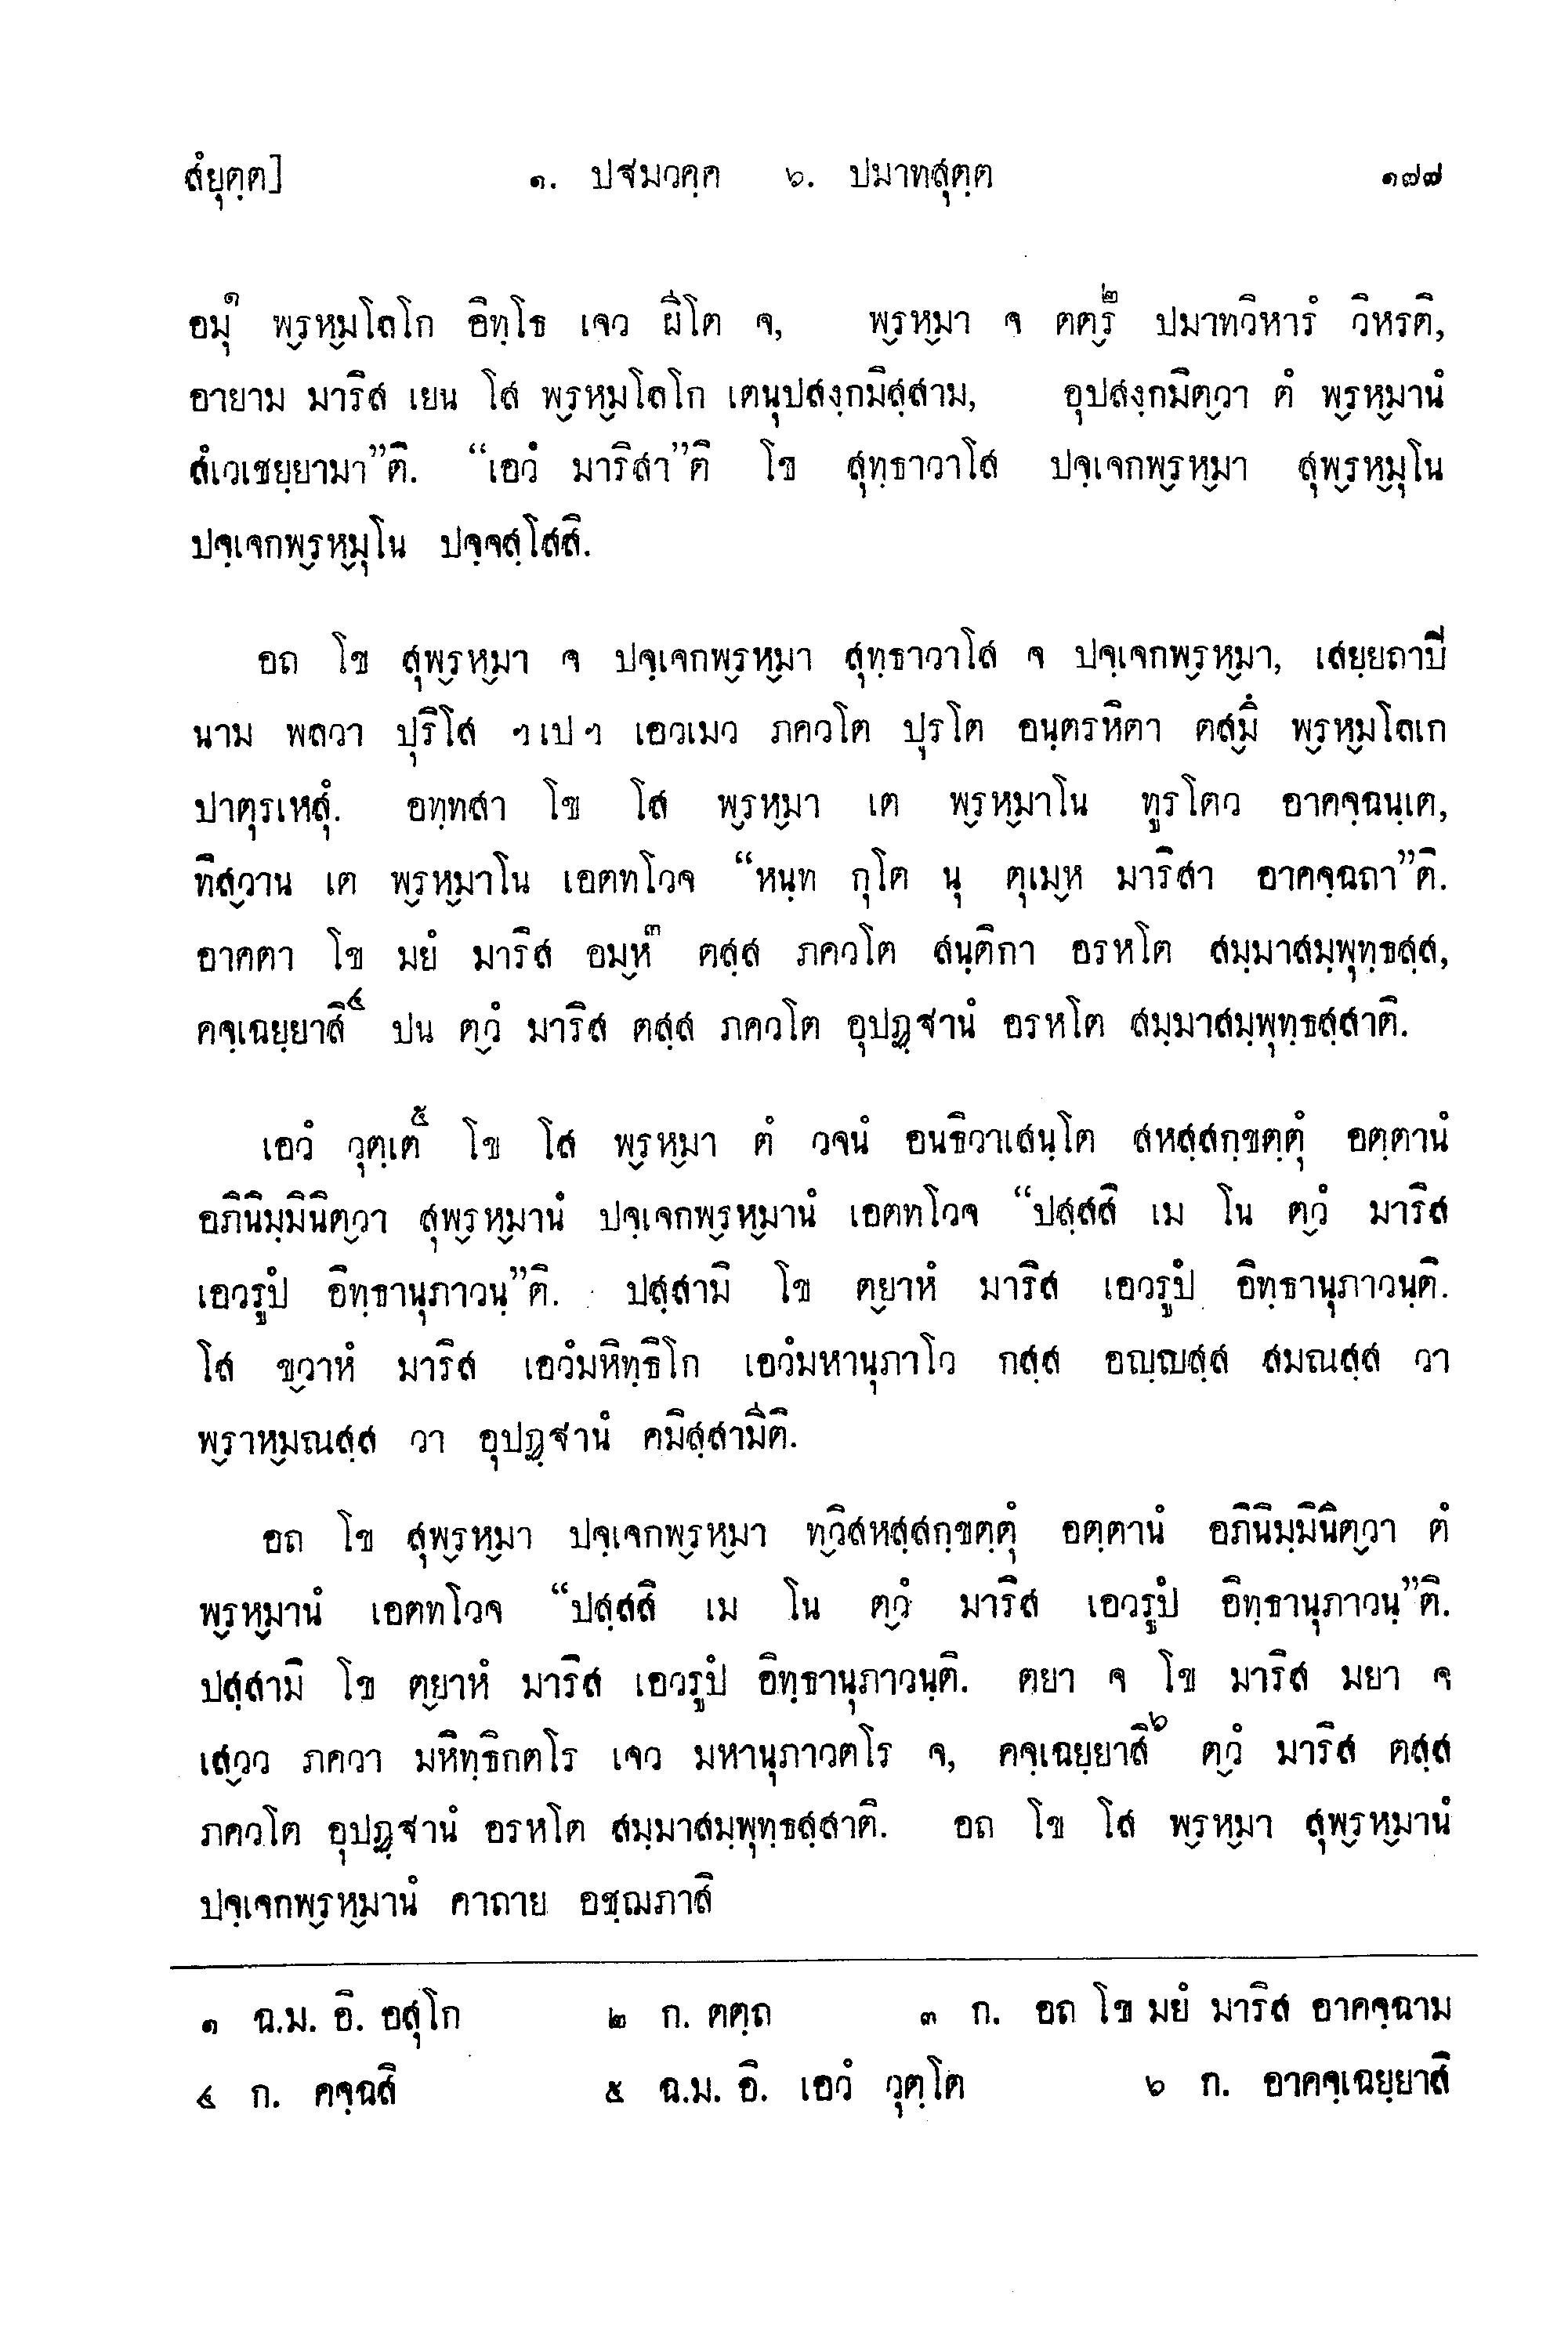 สํยุตฺต]	๑. ปฐมวคฺค ๖. ปมาทสุตฺต	๑๗๗
อมุ๑ พฺรหฺมโลโก อิทฺโธ เจว ผีโต จ, พฺรหฺมา จ ตตฺร๒ ปมาทวิหารํ วิหรติ,
อายาม มาริส เยน โส พฺรหฺมโลโก เตนุปสงฺกมิสฺสาม, อุปสงฺกมิตฺวา ตํ พฺรหฺมานํ
สํเวเชยฺยามา”ติ. “เอวํ มาริสา”ติ โข สุทฺธาวาโส ปจฺเจกพฺรหฺมา สุพฺรหฺมุโน
ปจฺเจกพฺรหฺมุโน ปจฺจสฺโสสิ.
อถ โข สุพฺรหฺมา จ ปจฺเจกพฺรหฺมา สุทฺธาวาโส จ ปจฺเจกพฺรหฺมา, เสยฺยถาปี
นาม พลวา ปุริโส ฯเปฯ เอวเมว ภควโต ปุรโต อนฺตรหิตา ตสฺมึ พฺรหฺมโลเก
ปาตุรเหสุํ. อทฺทสา โข โส พฺรหฺมา เต พฺรหฺมาโน ทูรโตว อาคจฺฉนฺเต,
ทิสฺวาน เต พฺรหฺมาโน เอตทโวจ “หนฺท กุโต นุ ตุเมฺห มาริสา อาคจฺฉถา”ติ.
อาคตา โข มยํ มาริส อมฺหํ๓ ตสฺส ภควโต สนฺติกา อรหโต สมฺมาสมฺพุทฺธสฺส,
คจฺเฉยฺยาสิ๔ ปน ตฺวํ มาริส ตสฺส ภควโต อุปฏฺฐานํ อรหโต สมฺมาสมฺพุทฺธสฺสาติ.
เอวํ วุตฺเต๕ โข โส พฺรหฺมา ตํ วจนํ อนธิวาเสนฺโต สหสฺสกฺขตฺตุํ อตฺตานํ
อภินิมฺมินิตฺวา สุพฺรหฺมานํ ปจฺเจกพฺรหฺมานํ เอตทโวจ “ปสฺสสิ เม โน ตฺวํ มาริส
เอวรูปํ อิทฺธานุภาวนฺ”ติ. ปสฺสามิ โข ตฺยาหํ มาริส เอวรูปํ อิทฺธานุภาวนฺติ.
โส ขฺวาหํ มาริส เอวํมหิทฺธิโก เอวํมหานุภาโว กสฺส อญฺญสฺส สมณสฺส วา
พฺราหฺมณสฺส วา อุปฏฺฐานํ คมิสฺสามีติ.
อถ โข สุพฺรหฺมา ปจฺเจกพฺรหฺมา ทฺวิสหสฺสกฺขตฺตุํ อตฺตานํ อภินิมฺมินิตฺวา ตํ
พฺรหฺมานํ เอตทโวจ “ปสฺสสิ เม โน ตฺวํ มาริส เอวรูปํ อิทฺธานุภาวนฺ”ติ.
ปสฺสามิ โข ตฺยาหํ มาริส เอวรูปํ อิทฺธานุภาวนฺติ. ตยา จ โข มาริส มยา จ
เสฺวว ภควา มหิทฺธิกตโร เจว มหานุภาวตโร จ, คจฺเฉยฺยาสิ๖ ตฺวํ มาริส ตสฺส
ภควโต อุปฏฺฐานํ อรหโต สมฺมาสมฺพุทฺธสฺสาติ. อถ โข โส พฺรหฺมา สุพฺรหฺมานํ
ปจฺเจกพฺรหฺมานํ คาถาย อชฺฌภาสิ
๑ ฉ.ม. อิ. อสุโก	๒ ก. ตตฺถ	๓ ก. อถ โข มยํ มาริส อาคจฺฉาม
๔ ก. คจฺฉสิ	๕ ฉ.ม. อิ. เอวํ วุตฺโต	๖ ก. อาคจฺเฉยฺยาสิ